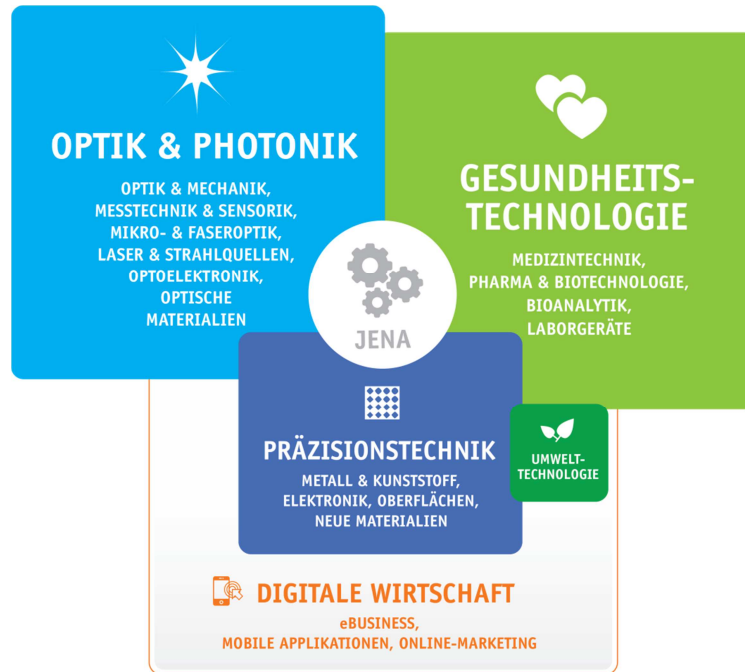 OPTIK & PHOTONIK
OPTIK & MECHANIK,
MESSTECHNIK & SENSORIK,
MIKRO- & FASEROPTIK,
LASER & STRAHLQUELLEN,
OPTOELEKTRONIK,
OPTISCHE
MATERIALIEN
GESUNDHEITS-
TECHNOLOGIE
MEDIZINTECHNIK,
PHARMA & BIOTECHNOLOGIE,
BIOANALYTIK,
LABORGERÄTE
JENA
PRÄZISIONSTECHNIK
METALL & KUNSTSTOFF,
ELEKTRONIK, OBERFLÄCHEN,
NEUE MATERIALIEN
UMWELT-
TECHNOLOGIE
DIGITALE WIRTSCHAFT
eBUSINESS,
MOBILE APPLIKATIONEN, ONLINE-MARKETING